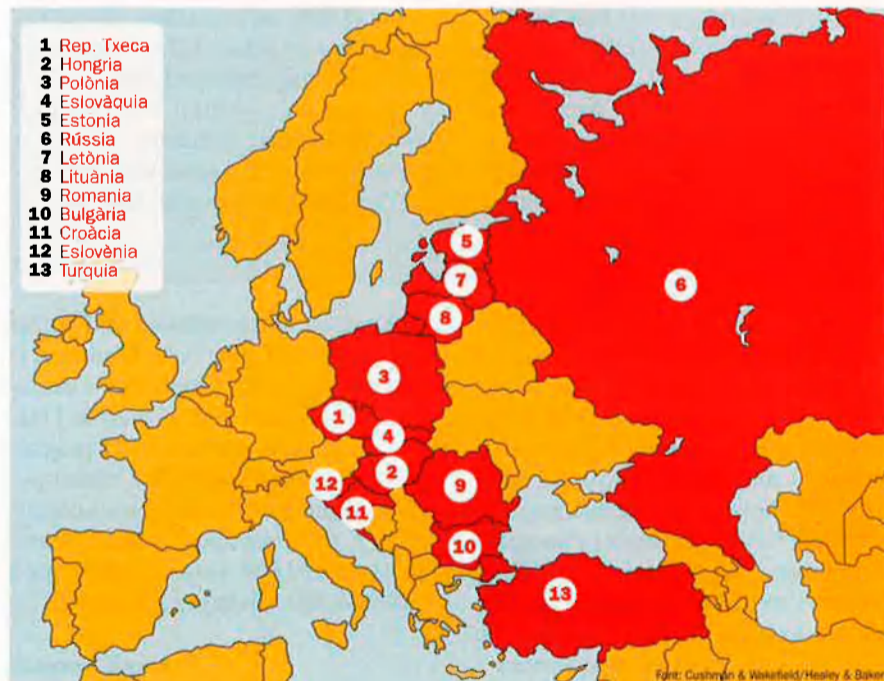 1 Rep. Txeca
2 Hongria
3 Polònia
4 Eslovàquia
5 Estonia
6 Rússia
7 Letònia
8 Lituània
9 Romania
10 Bulgària
11 Croàcia
12 Eslovènia
13 Turquia
5
7
6
8
3
1
4
2
12
9
11
10
13
Font: Cushman & Wakefield/Healey & Baker